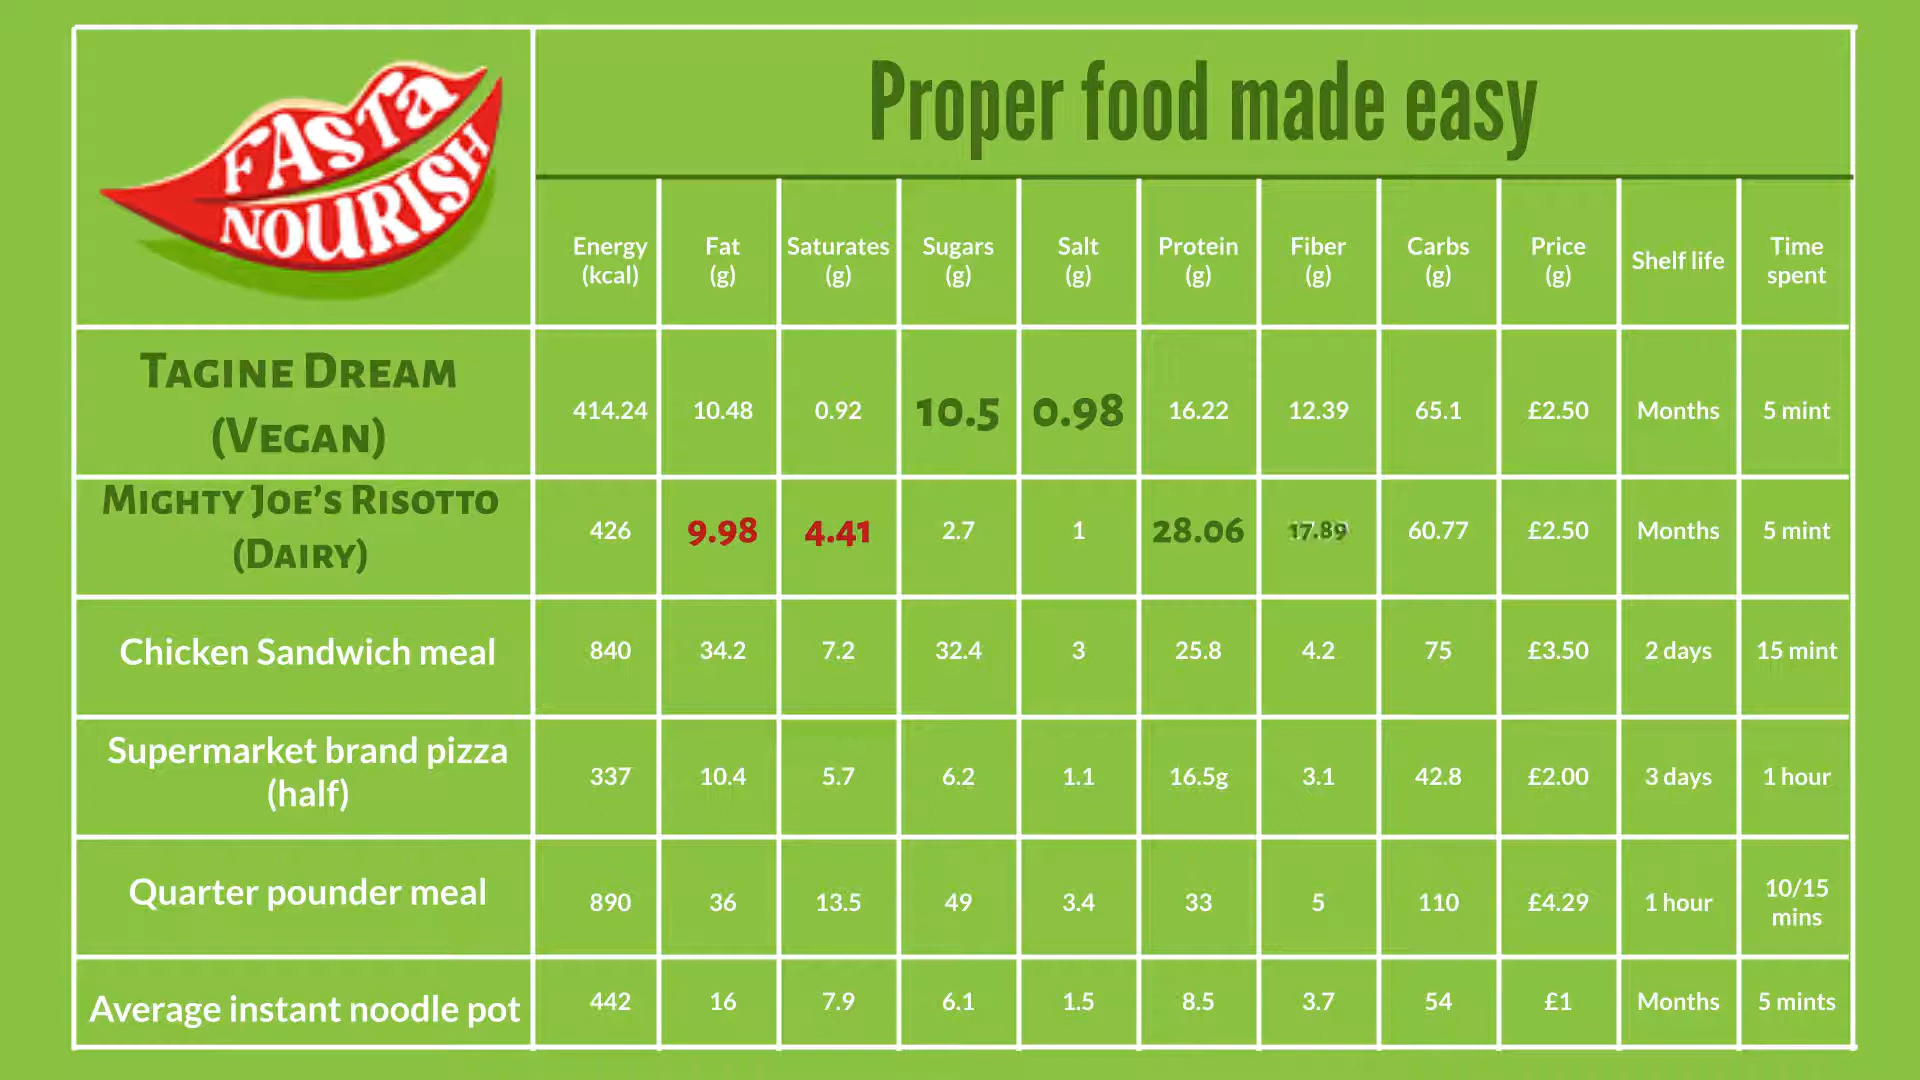 FASTA
NOURISH
Proper food made easy
Energy (kcal) Fat (g) Saturates (g) Sugars (g) Salt (g) Protein (g) Fiber (g) Carbs (g) Price (g) Shelf life Time spent
Tagine Dream (Vegan) 414.24 10.48 0.92 10.5 0.98 16.22 12.39 65.1 £2.50 Months 5 mint
Mighty Joe's Risotto (Dairy) 426 9.98 4.41 2.7 1 28.06 17.89 60.77 £2.50 Months 5 mint
Chicken Sandwich meal 840 34.2 7.2 32.4 3 25.8 4.2 75 £3.50 2 days 15 mint
Supermarket brand pizza (half) 337 10.4 5.7 6.2 1.1 16.5g 3.1 42.8 £2.00 3 days 1 hour
Quarter pounder meal 890 36 13.5 49 3.4 33 5 110 £4.29 1 hour 10/15 mins
Average instant noodle pot 442 16 7.9 6.1 1.5 8.5 3.7 54 £1 Months 5 mints